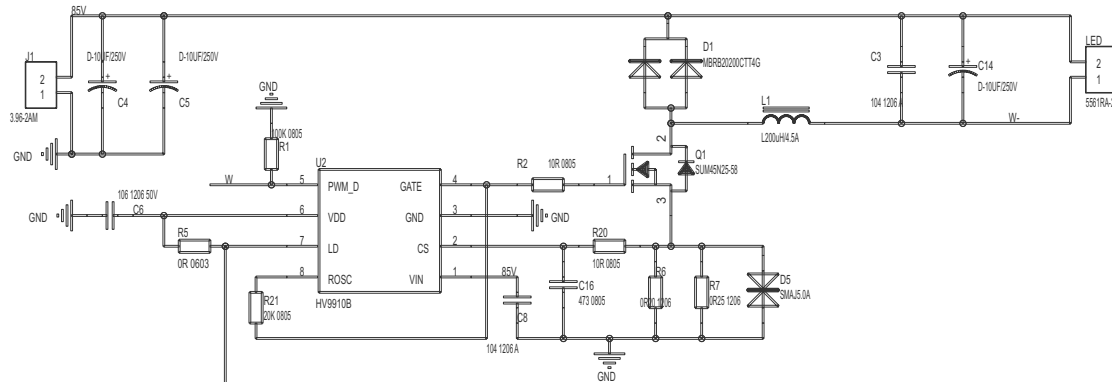 85V
D-10UF/250V
D-10UF/250V
J1
2
1
+
C4
+
C5
3.96-2AM
GND
GND
100K 0805
R1
W
U2
5
PWM_D
GATE
4
106 1206 50V
GND
C6
6
VDD
GND
3
GND
R5
0R 0603
7
LD
CS
2
8
ROSC
VIN
1
HV9910B
R21
20K 0805
85V
C8
104 1206 A
R2
10R 0805
1
2
3
Q1
SUM45N25-58
D1
MBRB20200CTT4G
L1
L200uH/4.5A
C3
104 1206 A
+
C14
D-10UF/250V
LED
2
1
5561RA-2
W-
R20
10R 0805
C16
473 0805
R6
0R20 1206
R7
0R25 1206
D5
SMAJ5.0A
GND